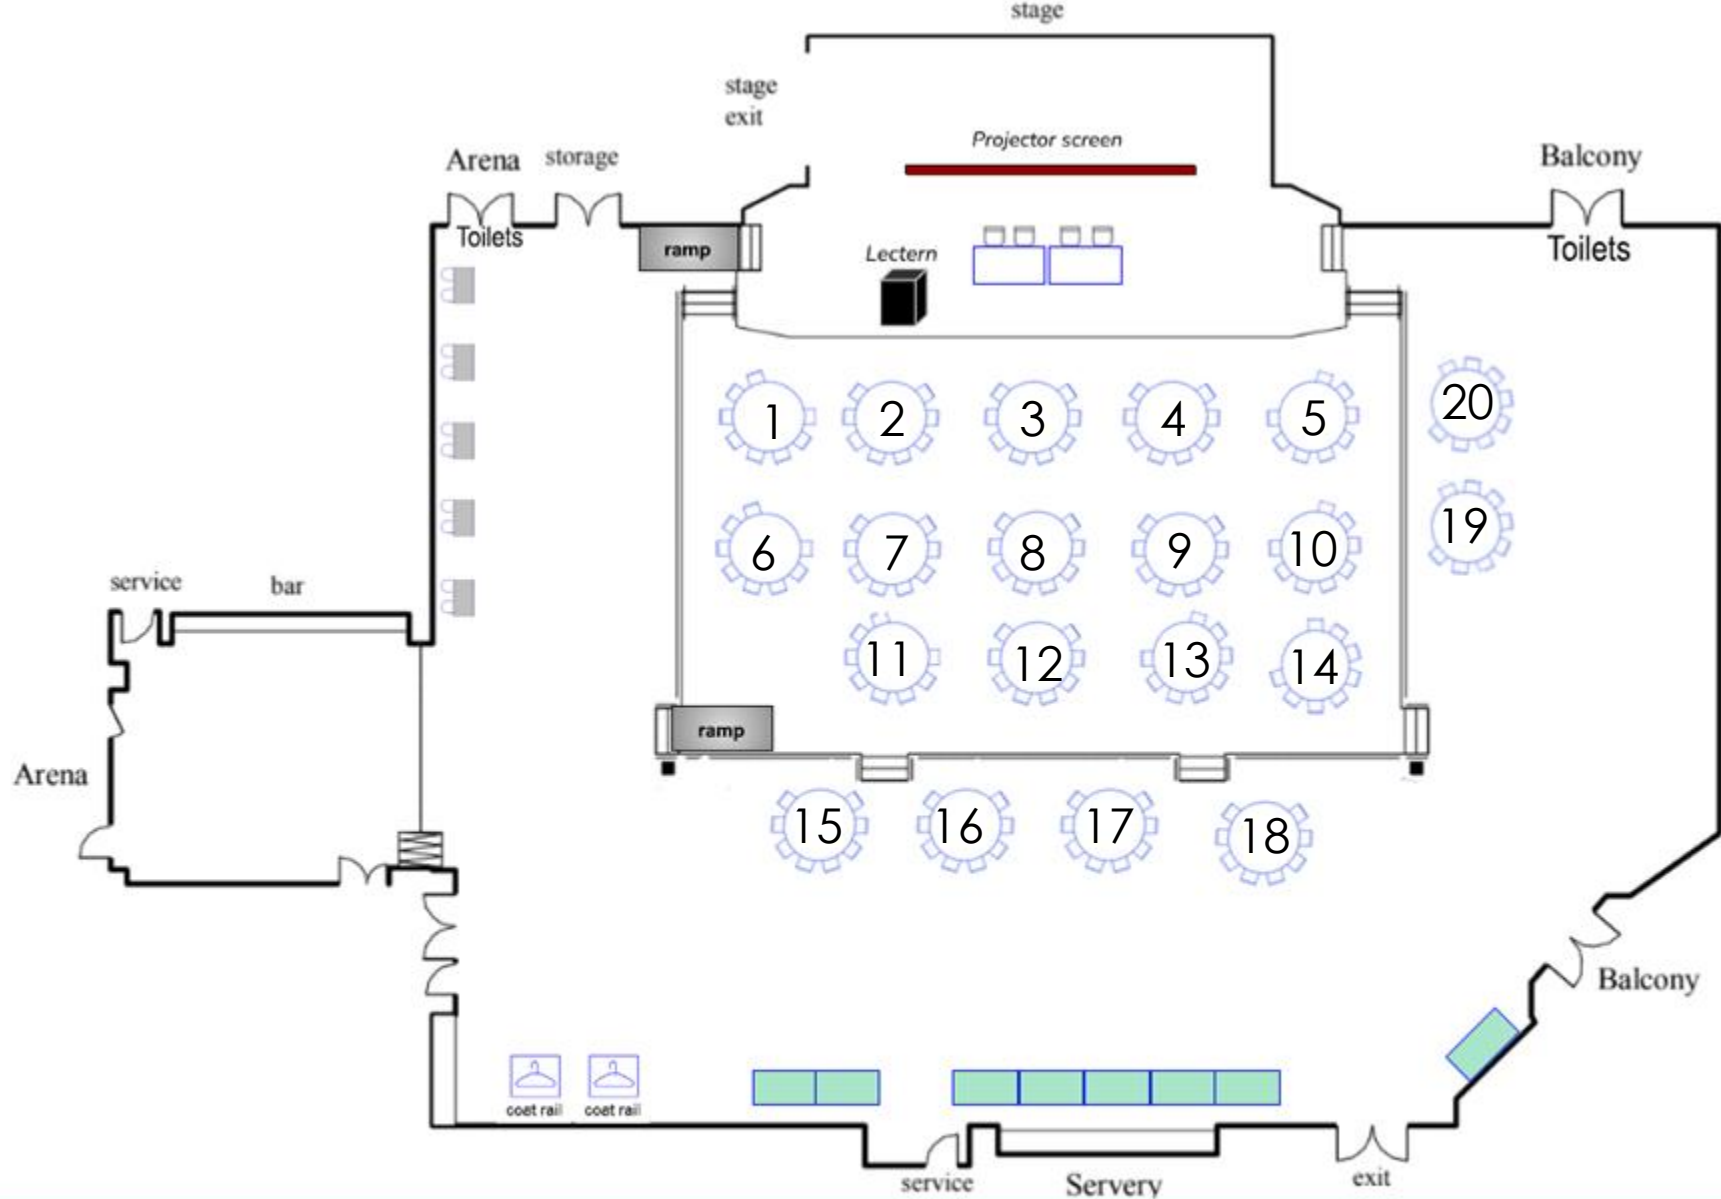 stage
stage
exit
Projector screen
Arena
storage
Balcony
Toilets
ramp
Lectern
Toilets
1
2
3
4
5
20
6
7
8
9
10
19
service
bar
11
12
13
14
ramp
Arena
15
16
17
18
Balcony
coat rail
coat rail
service
Servery
exit